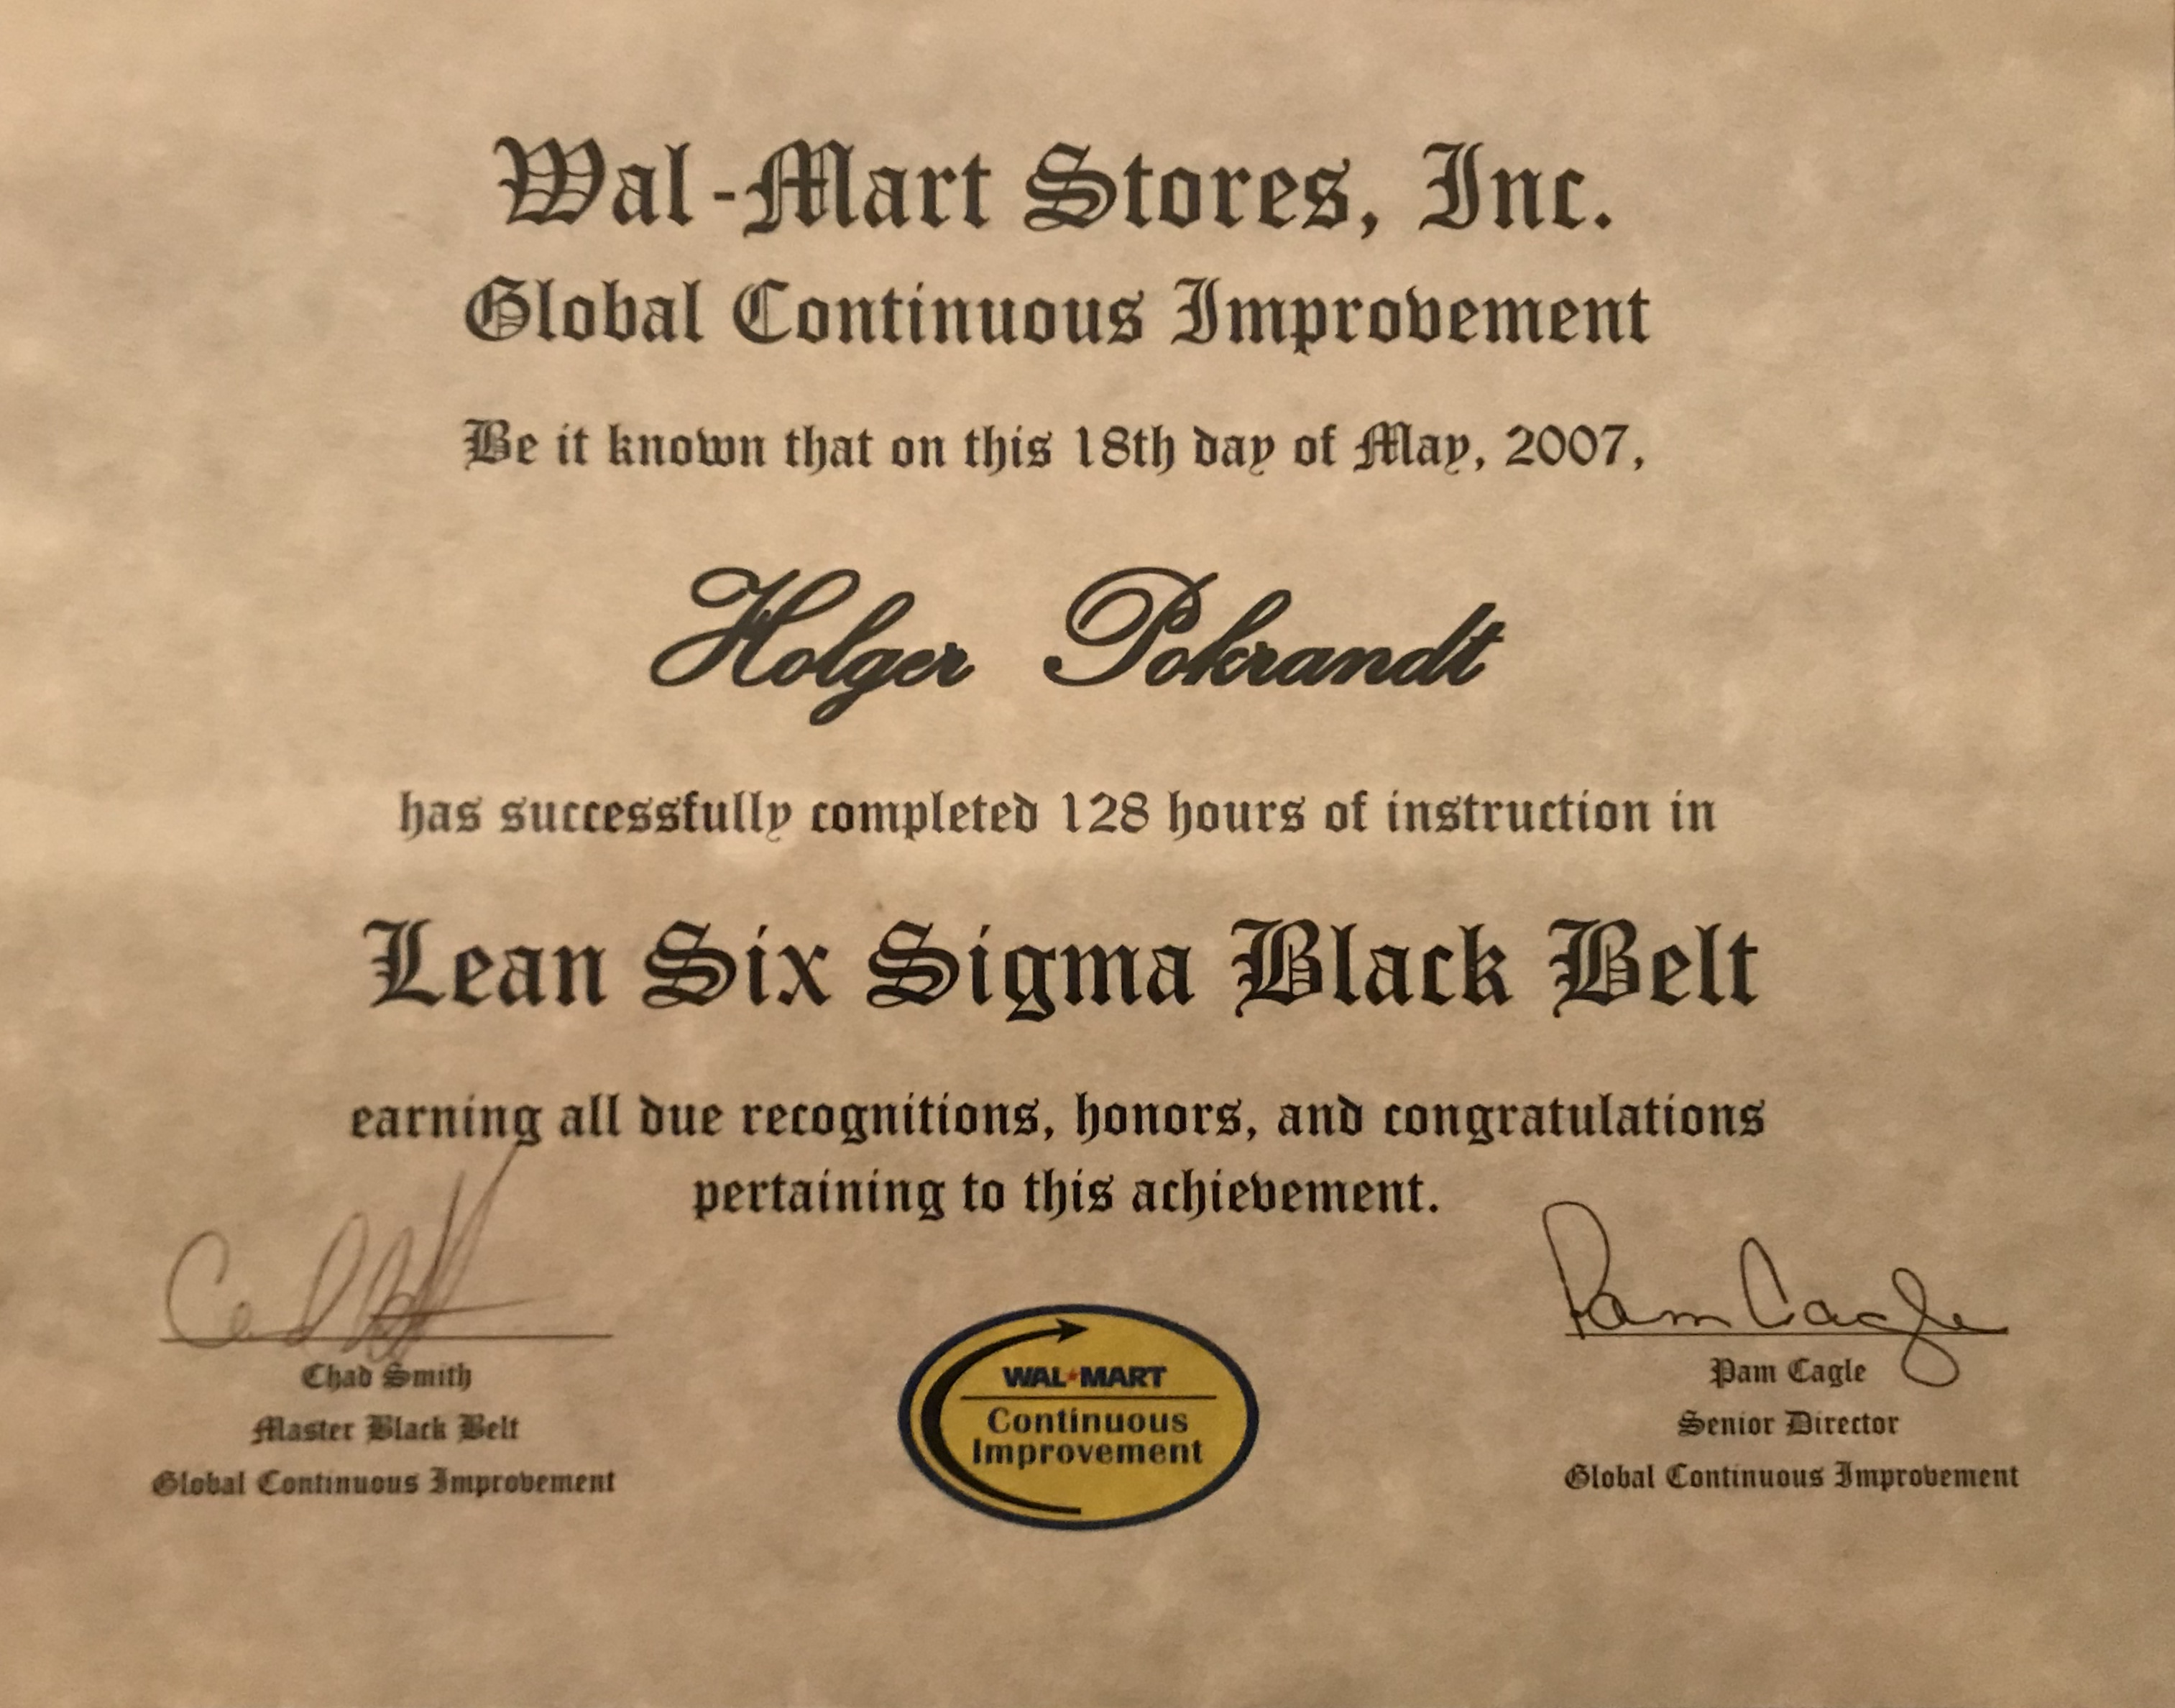 Wal-Mart Stores, Inc.
Global Continuous Improvement
Be it known that on this 18th day of May, 2007,
Holger Pokrandt
has successfully completed 128 hours of instruction in
Lean Six Sigma Black Belt
earning all due recognitions, honors, and congratulations
pertaining to this achievement.
Chad Smith
Master Black Belt
Global Continuous Improvement
WAL★MART
Continuous
Improvement
Pam Cagle
Pam Cagle
Senior Director
Global Continuous Improvement